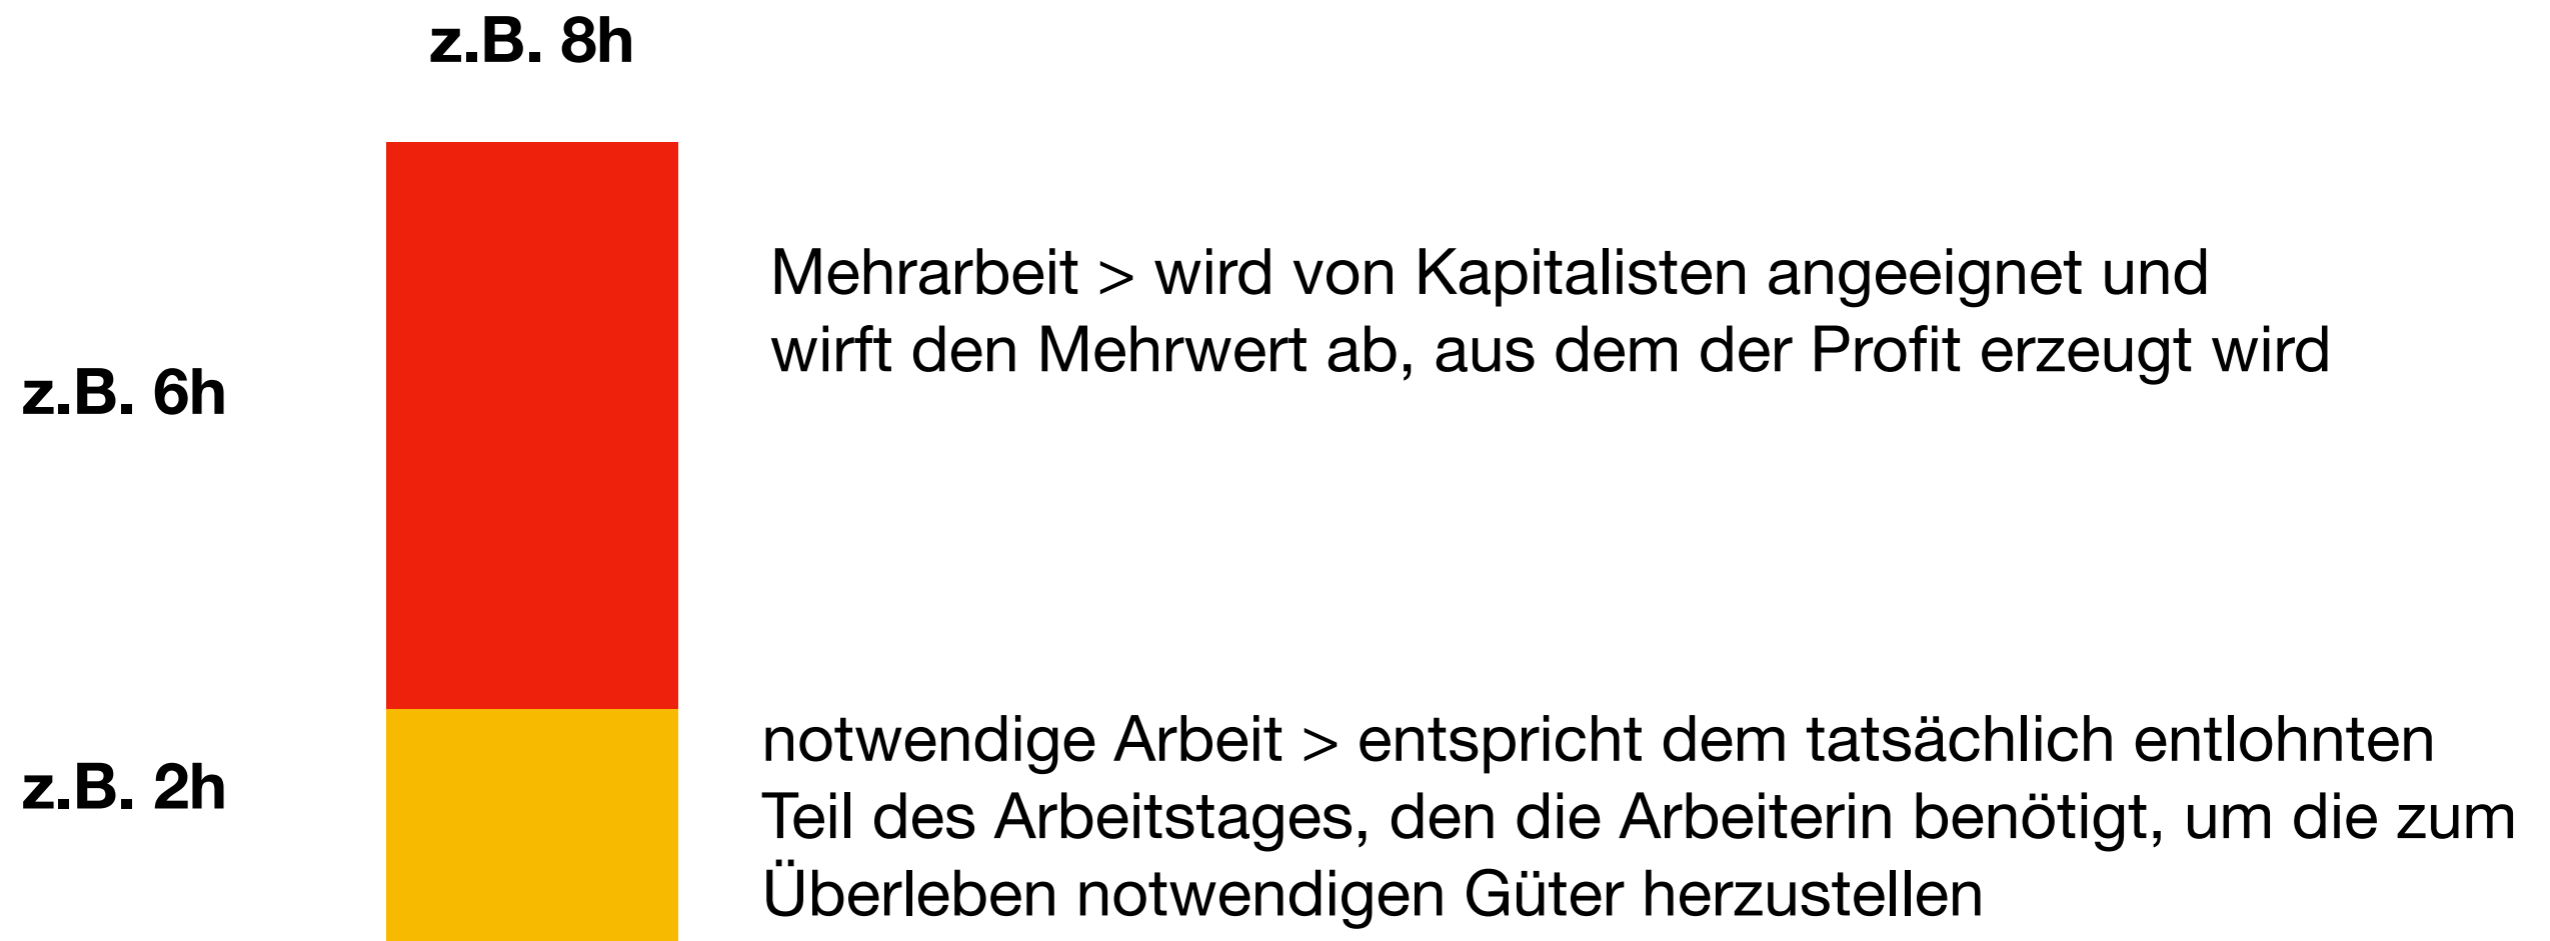 z.B. 8h
Mehrarbeit > wird von Kapitalisten angeeignet und
wirft den Mehrwert ab, aus dem der Profit erzeugt wird
z.B. 6h
notwendige Arbeit > entspricht dem tatsächlich entlohnten
Teil des Arbeitstages, den die Arbeiterin benötigt, um die zum
Überleben notwendigen Güter herzustellen
z.B. 2h